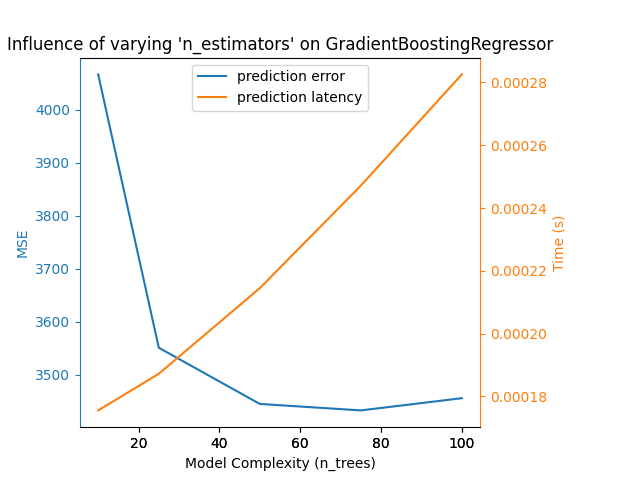 Influence of varying 'n_estimators' on GradientBoostingRegressor
prediction error
prediction latency
4000
3900
3800
3700
3600
3500
MSE
0.00028
0.00026
0.00024
0.00022
0.00020
0.00018
Time (s)
20
40
60
80
100
Model Complexity (n_trees)